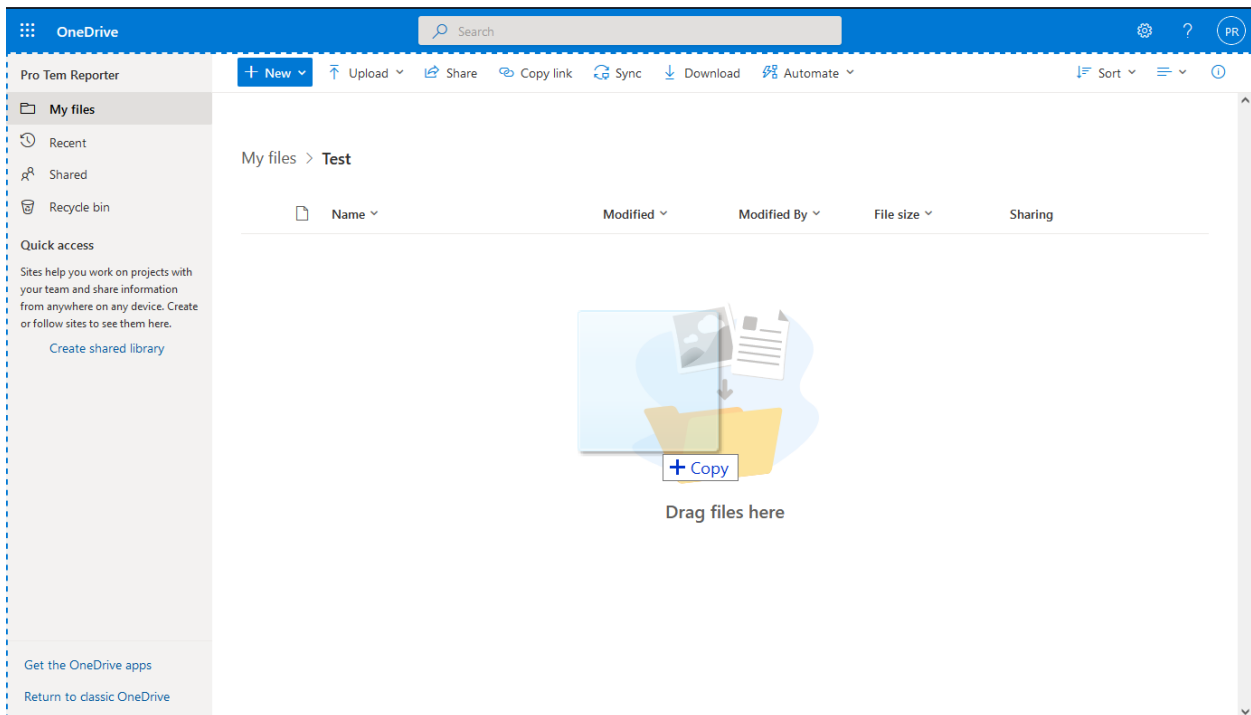 OneDrive
Search
?
PR
Pro Tem Reporter
+ New
Upload
Share
Copy link
Sync
Download
Automate
Sort
My files
Recent
Shared
Recycle bin
Quick access
Sites help you work on projects with
your team and share information
from anywhere on any device. Create
or follow sites to see them here.
Create shared library
Get the OneDrive apps
Return to classic OneDrive
My files > Test
Name
Modified
Modified By
File size
Sharing
+ Copy
Drag files here